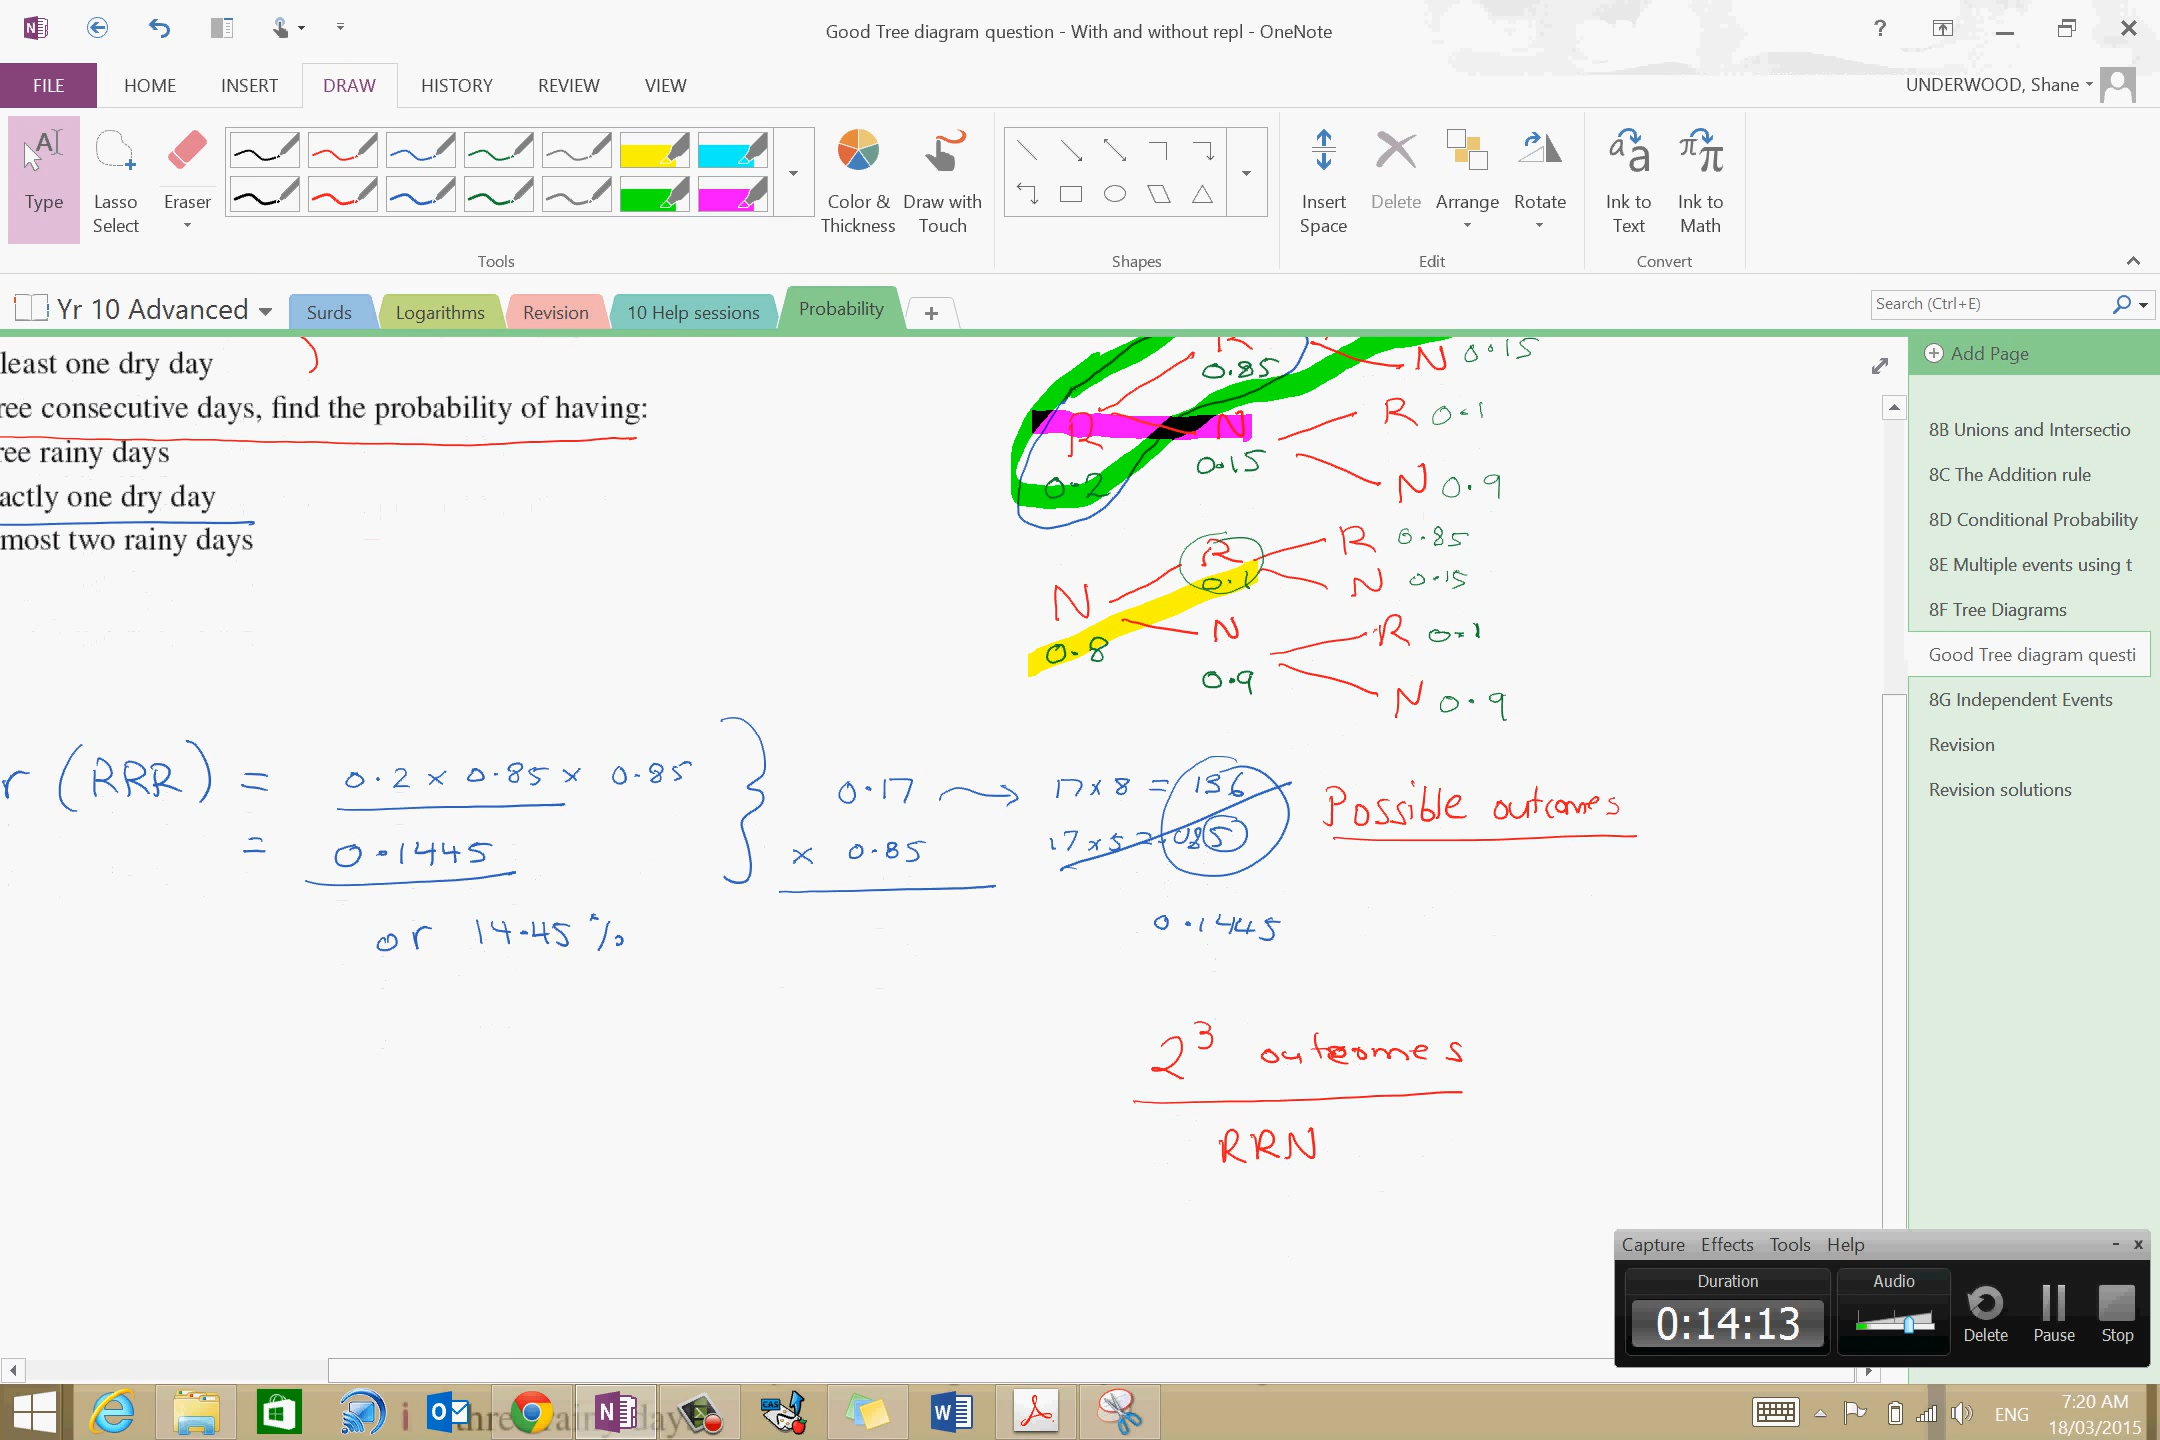 Good Tree diagram question - With and without repl - OneNote
?
FILE HOME INSERT DRAW HISTORY REVIEW VIEW
UNDERWOOD, Shane
Type
Lasso Select
Eraser
Color & Thickness
Draw with Touch
Insert Space
Delete
Arrange
Rotate
Ink to Text
Ink to Math
Tools Shapes Edit Convert
Yr 10 Advanced Surds Logarithms Revision 10 Help sessions Probability +
Search (Ctrl+E)
Add Page
8B Unions and Intersectio
8C The Addition rule
8D Conditional Probability
8E Multiple events using t
8F Tree Diagrams
Good Tree diagram questi
8G Independent Events
Revision
Revision solutions
least one dry day )
ree consecutive days, find the probability of having:
ree rainy days
actly one dry day
most two rainy days
R 0.85
N 0.15
R 0.2
N 0.15
R 0.1
N 0.9
N 0.8
R 0.1
R 0.85
N 0.15
N 0.9
R 0.1
N 0.9
r (RRR) = 0.2 × 0.85 × 0.85
= 0.1445
or 14.45 %
0.17
× 0.85
17 × 8 = 136
17 × 5 = 85
0.1445
Possible outcomes
2³ outcomes
RRN
Capture Effects Tools Help
Duration
0:14:13
Audio
Delete
Pause
Stop
ENG
7:20 AM
18/03/2015